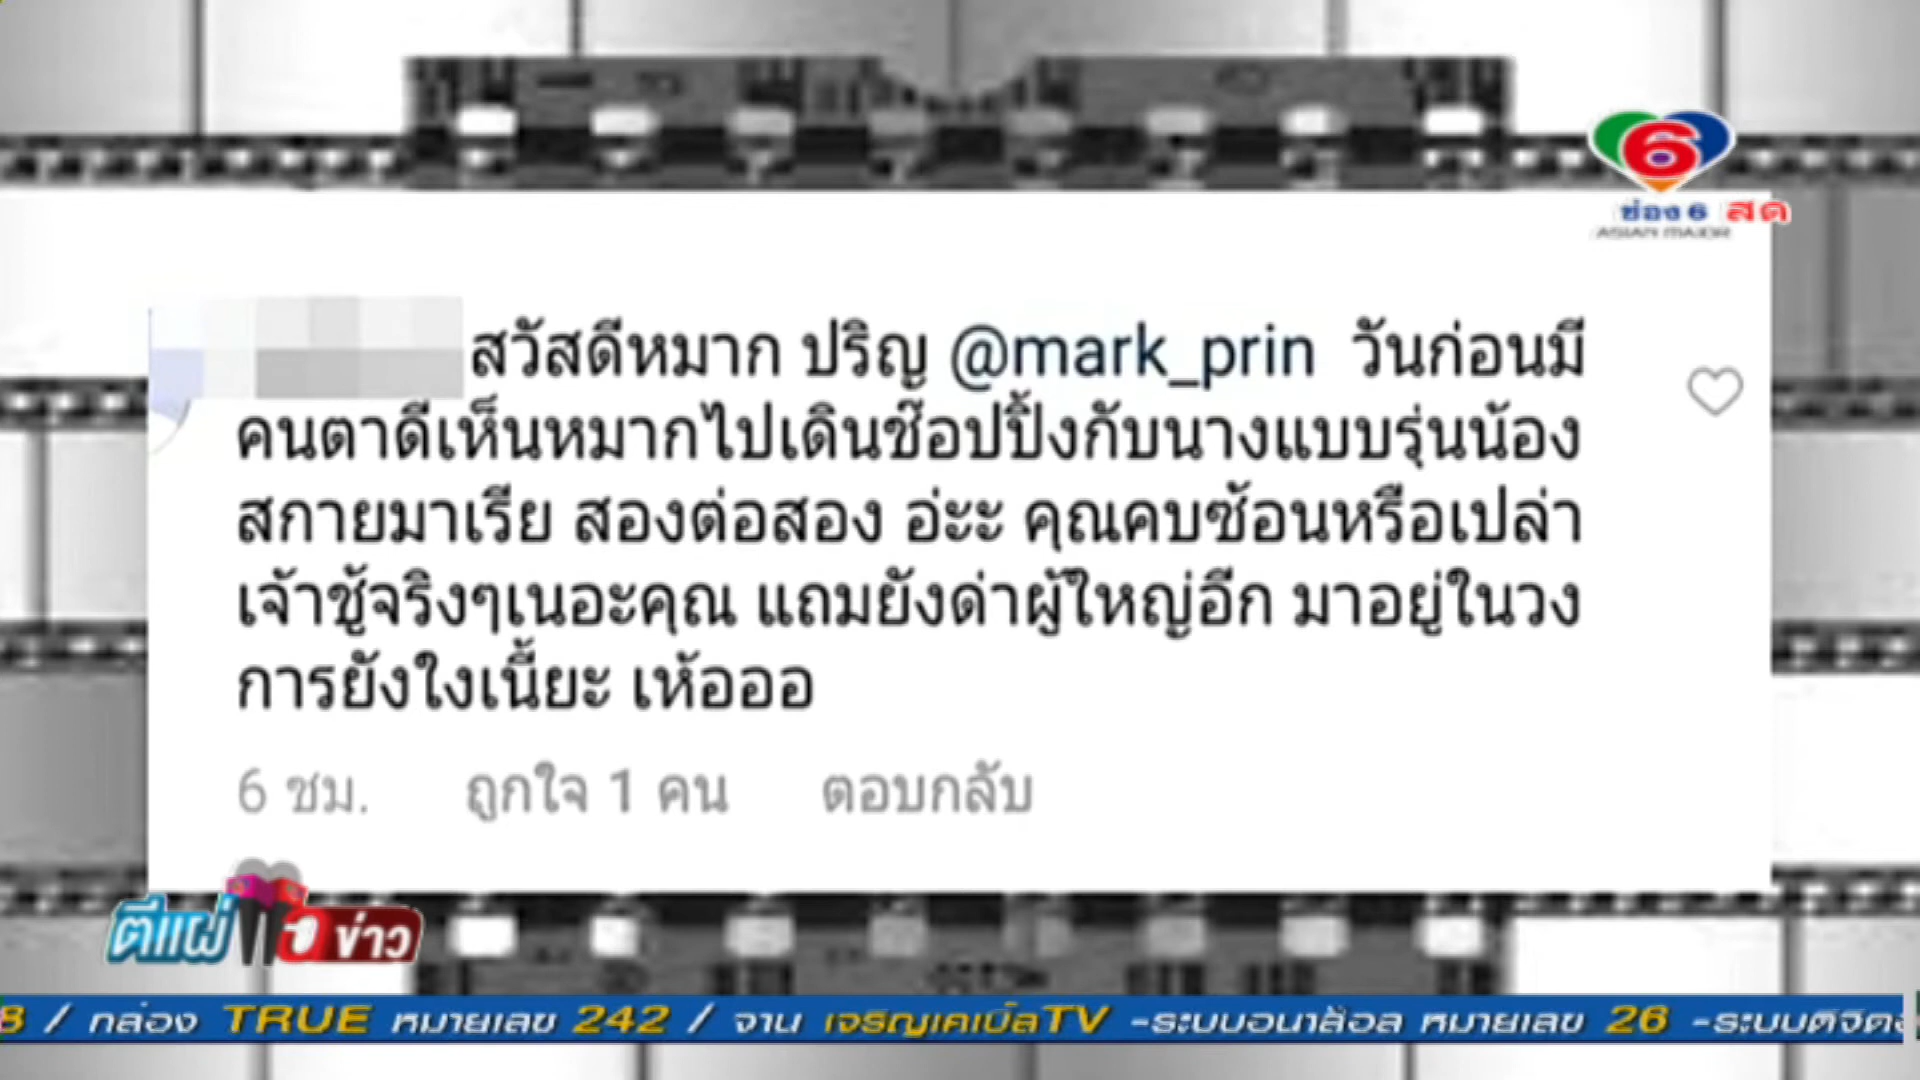 6
ช่อง 6 สด
ASIAN MAJOR
สวัสดีหมาก ปริญ @mark_prin วันก่อนมี
คนตาดีเห็นหมากไปเดินช๊อปปิ้งกับนางแบบรุ่นน้อง
สกายมาเรีย สองต่อสอง อ่ะะ คุณคบซ้อนหรือเปล่า
เจ้าชู้จริงๆเนอะคุณ แถมยังด่าผู้ใหญ่อีก มาอยู่ในวง
การยังใงเนี้ยะ เห้อออ
6 ชม. ถูกใจ 1 คน ตอบกลับ
ตีแผ่ ข่าว
8 / กล่อง TRUE หมายเลข 242 / จาน เจริญเคเบิ้ลTV -ระบบอนาล้อล หมายเลข 26 -ระบบดิจิตอ